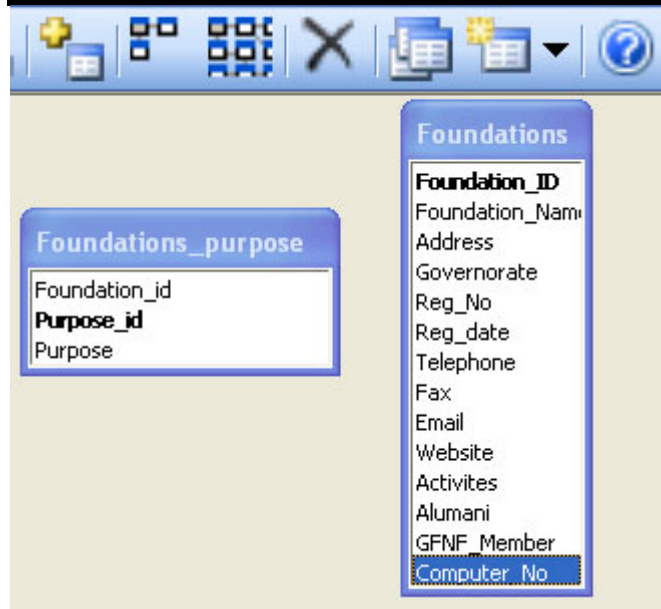 Foundations_purpose
Foundation_id
Purpose_id
Purpose
Foundations
Foundation_ID
Foundation_Nam
Address
Governorate
Reg_No
Reg_date
Telephone
Fax
Email
Website
Activites
Alumani
GFNF_Member
Computer_No